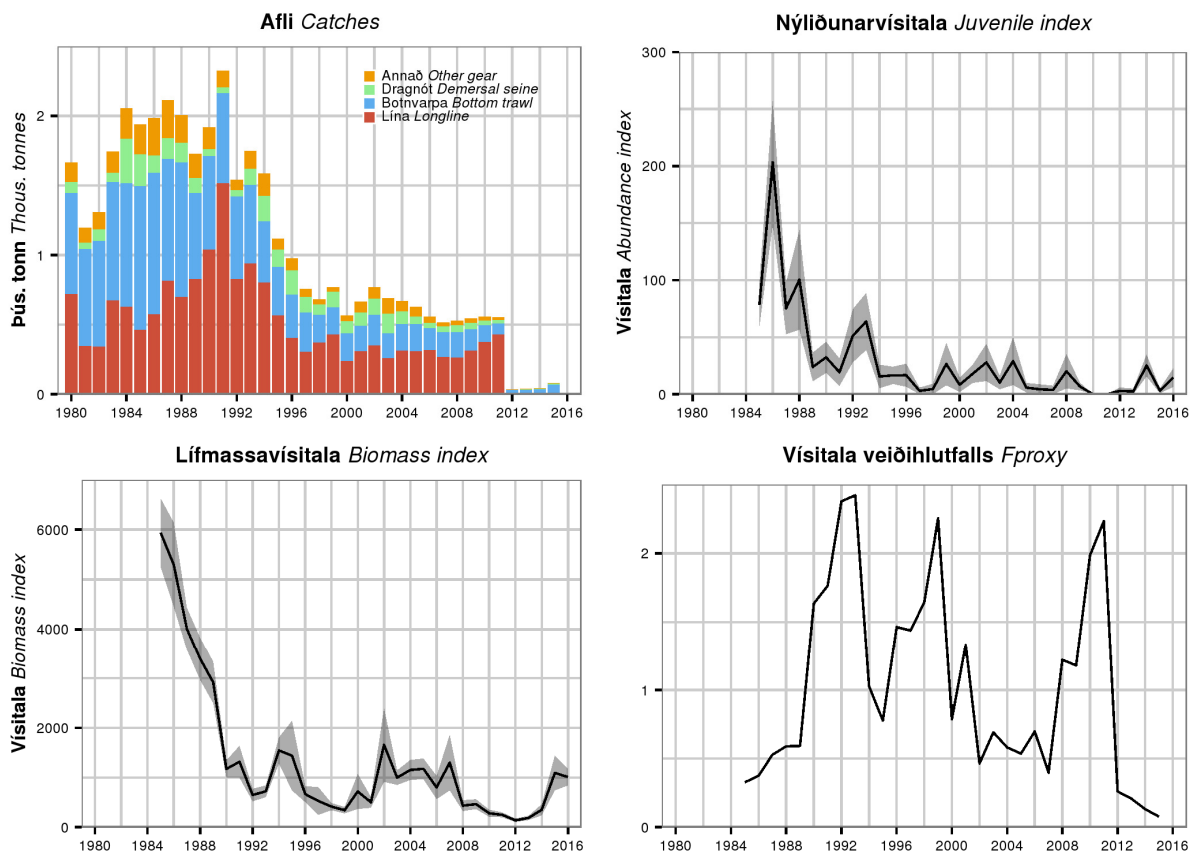 Afli Catches
Þús. tonn Thous. tonnes
2
1
0
Annað Other gear
Dragnót Demersal seine
Botnvarpa Bottom trawl
Lína Longline
1980 1984 1988 1992 1996 2000 2004 2008 2012 2016
Nýliðunarvísitala Juvenile index
Vísitala Abundance index
300
200
100
0
1980 1984 1988 1992 1996 2000 2004 2008 2012 2016
Lífmassavísitala Biomass index
Vísitala Biomass index
6000
4000
2000
0
1980 1984 1988 1992 1996 2000 2004 2008 2012 2016
Vísitala veiðihlutfalls Fproxy
2
1
0
1980 1984 1988 1992 1996 2000 2004 2008 2012 2016